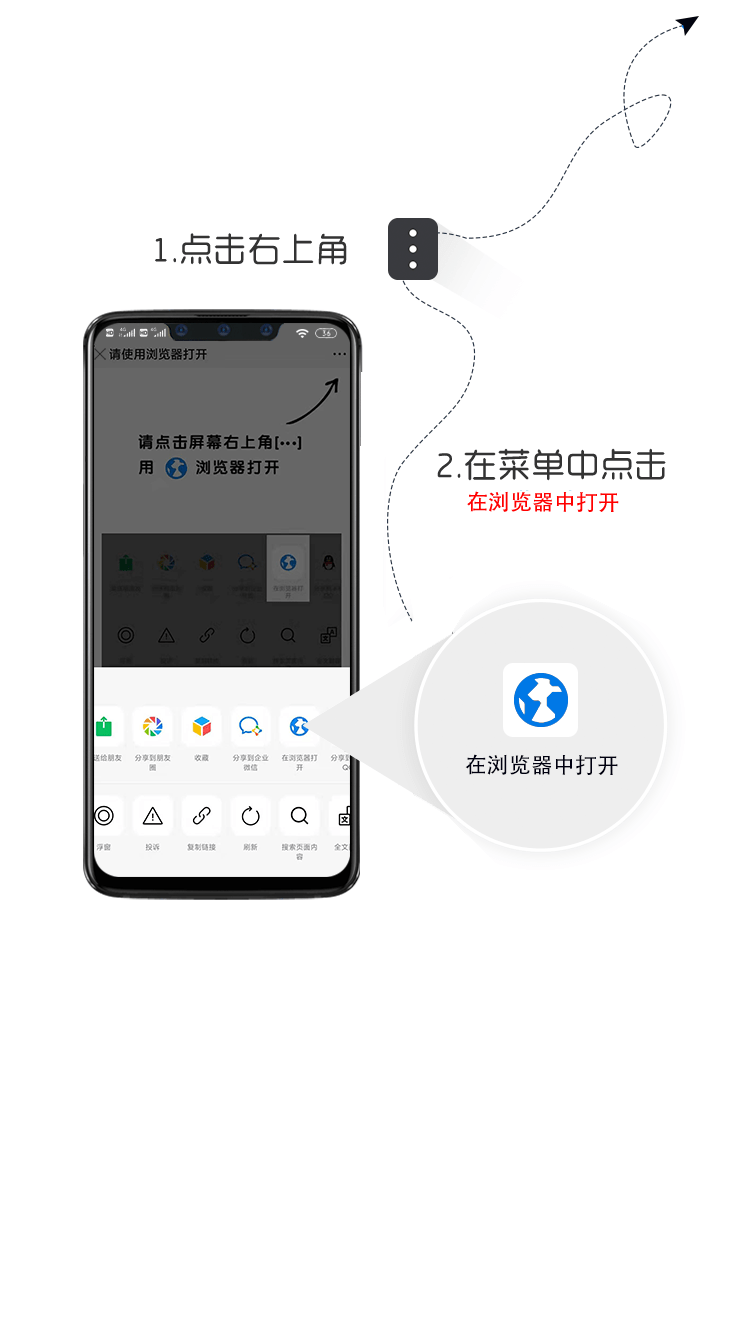 1.点击右上角
36
请使用浏览器打开
请点击屏幕右上角[···]
用 浏览器打开
2.在菜单中点击
在浏览器中打开
在浏览器中打开
送给朋友
分享到朋友
圈
收藏
分享到企业
微信
在浏览器打
开
分享到
浮窗
投诉
复制链接
刷新
搜索页面内
容
全文